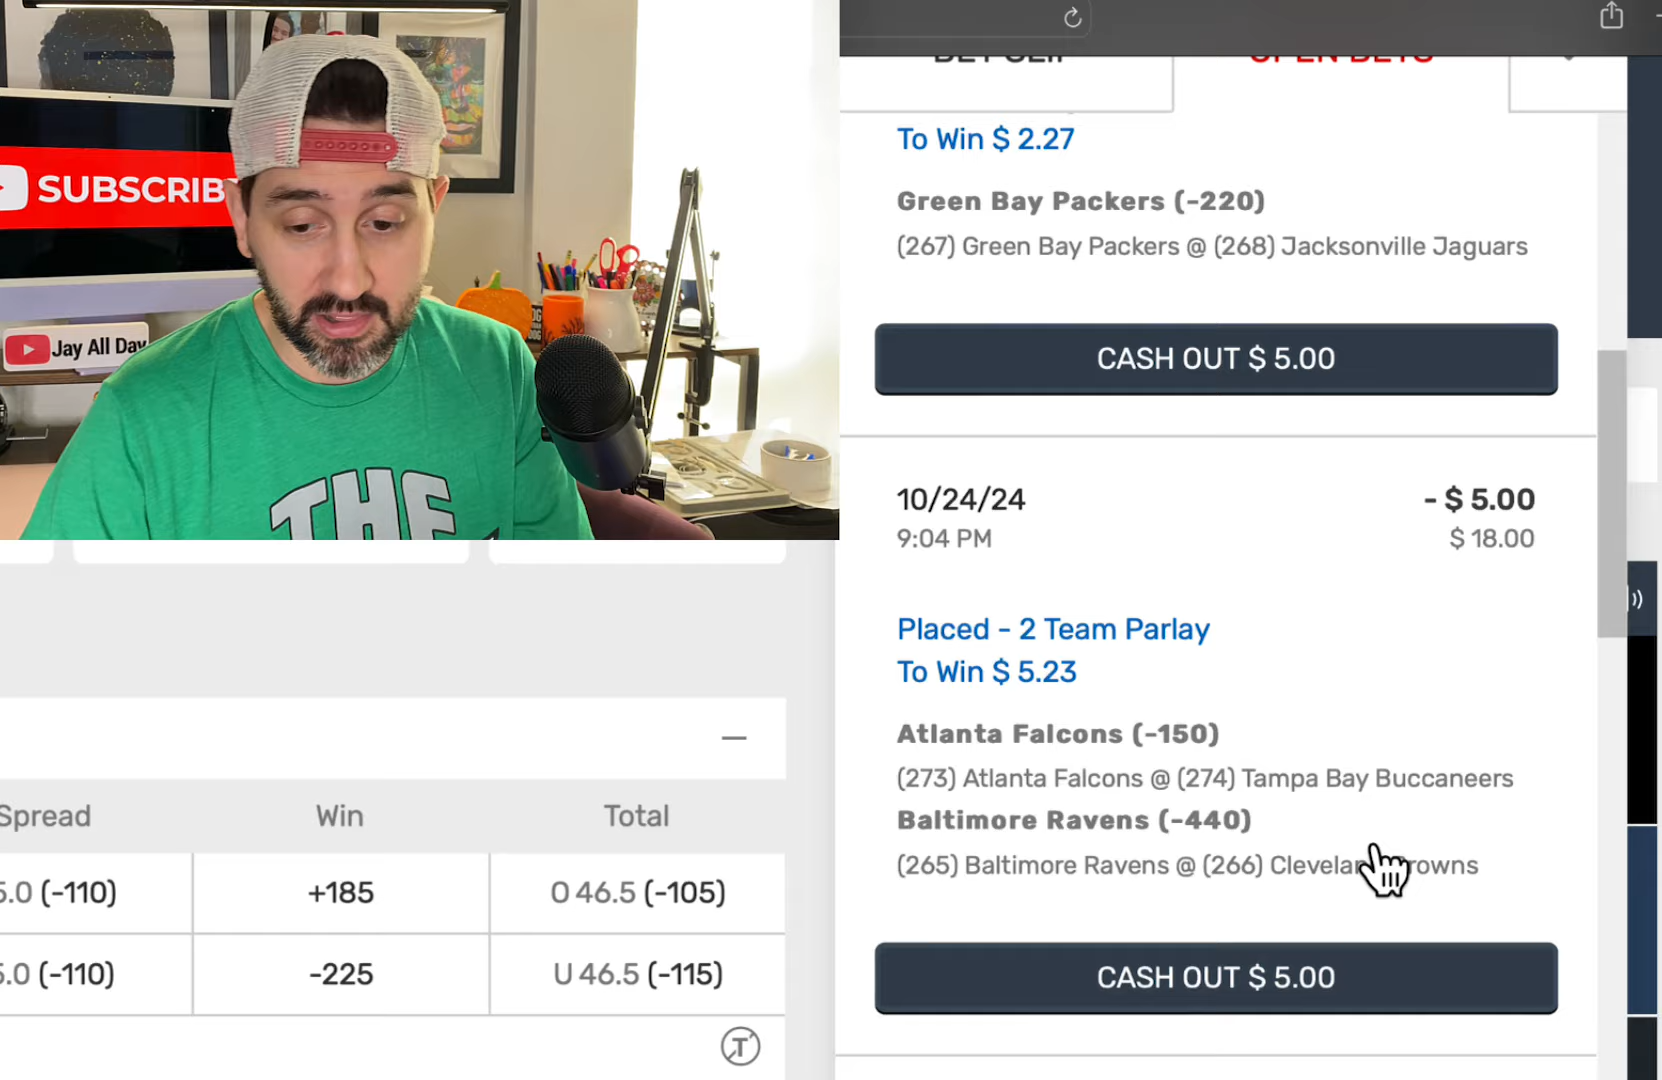 SUBSCRIB
Jay All Day
THE
OPEN BETS
To Win $ 2.27
Green Bay Packers (-220)
(267) Green Bay Packers @ (268) Jacksonville Jaguars
CASH OUT $ 5.00
10/24/24
- $ 5.00
9:04 PM
$ 18.00
Placed - 2 Team Parlay
To Win $ 5.23
Atlanta Falcons (-150)
(273) Atlanta Falcons @ (274) Tampa Bay Buccaneers
Baltimore Ravens (-440)
(265) Baltimore Ravens @ (266) Clevelan rowns
CASH OUT $ 5.00
Spread Win Total
5.0 (-110) +185 O 46.5 (-105)
5.0 (-110) -225 U 46.5 (-115)
T